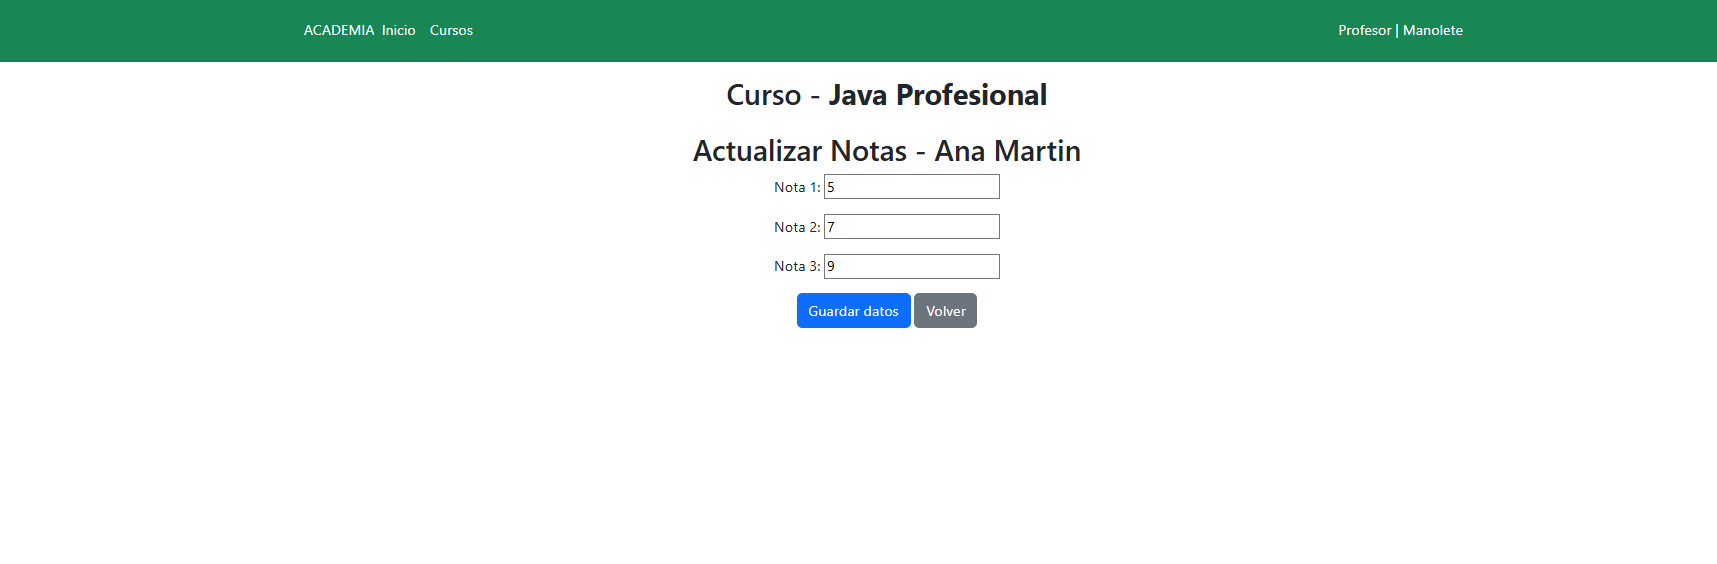 ACADEMIA Inicio Cursos Profesor | Manolete
Curso - Java Profesional
Actualizar Notas - Ana Martin
Nota 1: 5
Nota 2: 7
Nota 3: 9
Guardar datos Volver